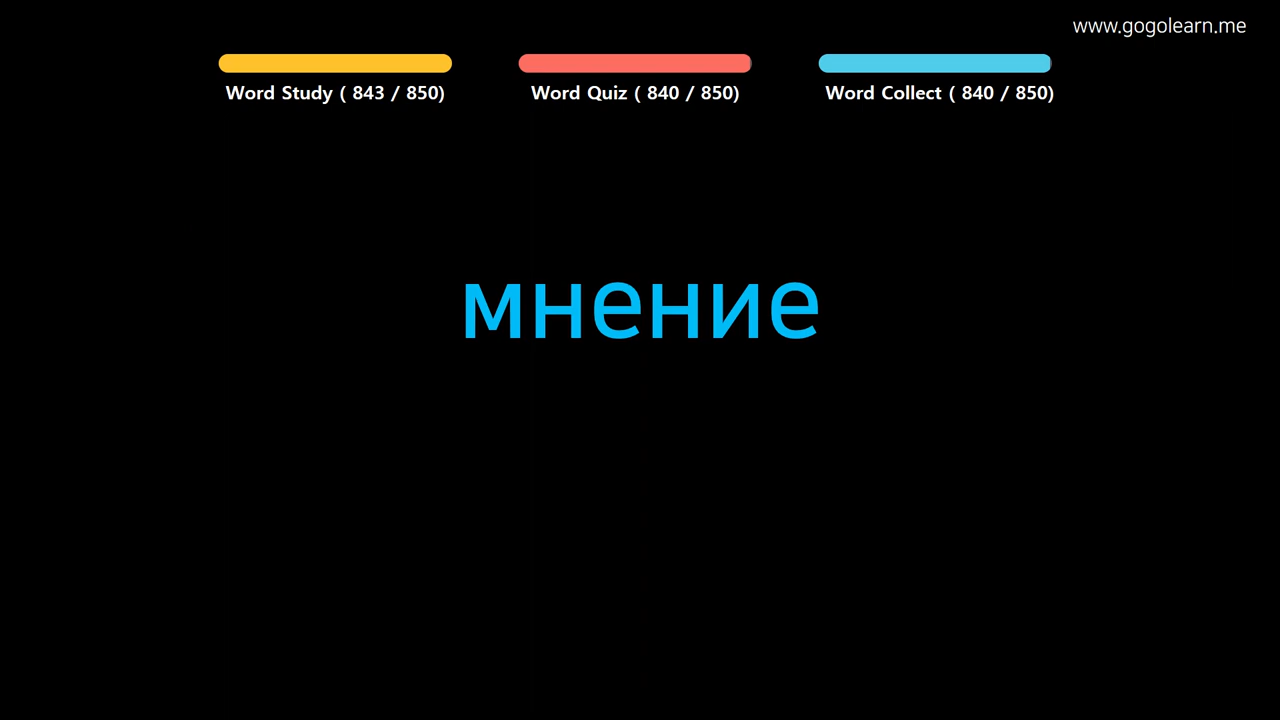 www.gogolearn.me
Word Study ( 843 / 850)
Word Quiz ( 840 / 850)
Word Collect ( 840 / 850)
мнение